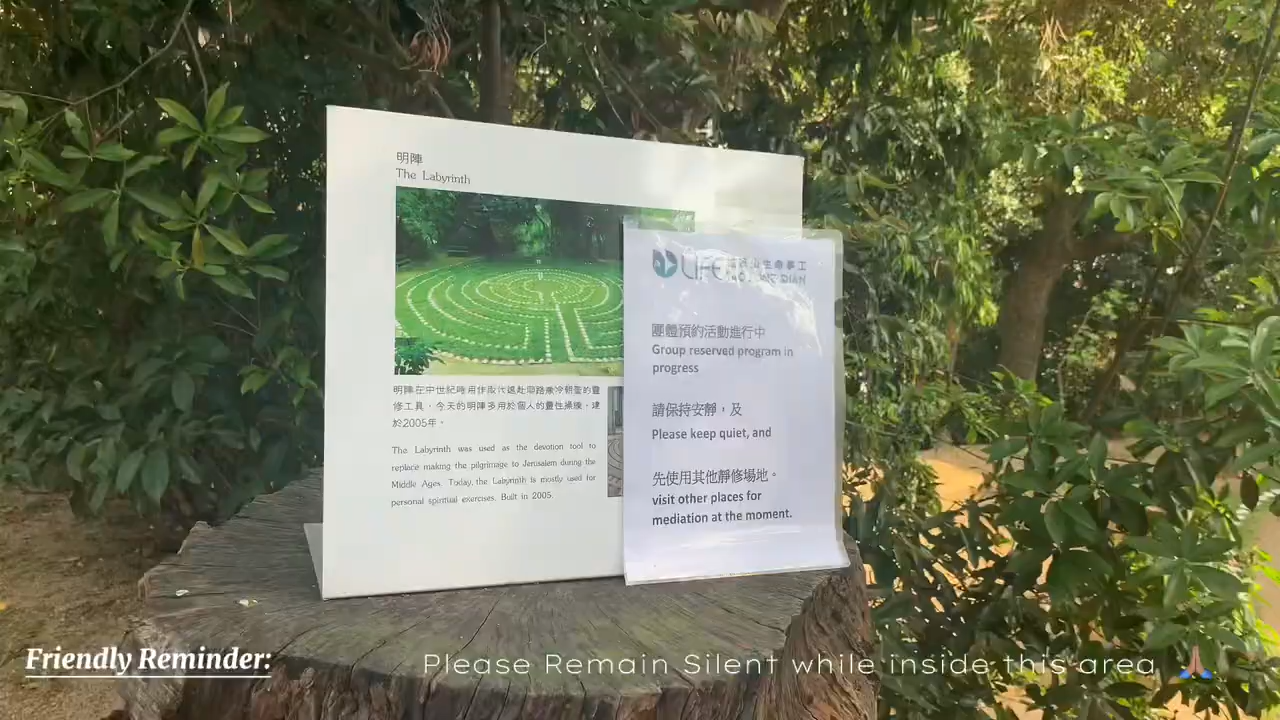 明陣
The Labyrinth
明陣在中世紀時用作取代遠赴耶路撒冷朝聖的靈
修工具，今天的明陣多用於個人的靈性操練，建
於2005年。
The Labyrinth was used as the devotion tool to
replace making the pilgrimage to Jerusalem during the
Middle Ages. Today, the Labyrinth is mostly used for
personal spiritual exercises. Built in 2005.
LIFE
生命事工
團體預約活動進行中
Group reserved program in
progress
請保持安靜，及
Please keep quiet, and
先使用其他靜修場地。
visit other places for
mediation at the moment.
Friendly Reminder:
Please Remain Silent while inside this area 🙏